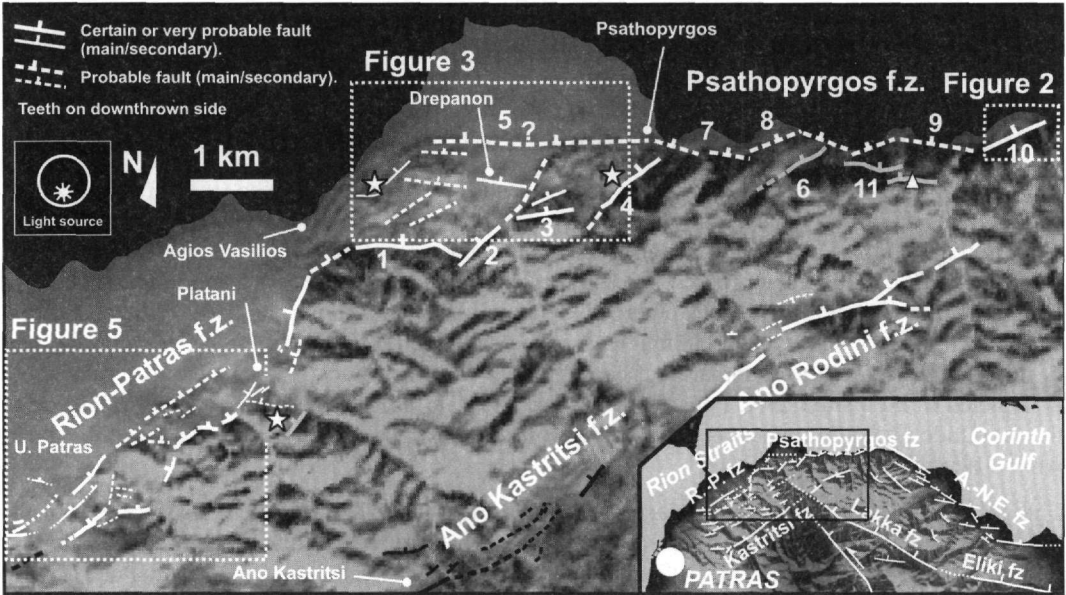 Certain or very probable fault
(main/secondary).
Probable fault (main/secondary).
Teeth on downthrown side
Light source
N
1 km
Figure 3
Drepanon
Psathopyrgos
Psathopyrgos f.z.
Figure 2
5
?
7
8
9
10
6
11
4
3
2
1
Agios Vasilios
Platani
Figure 5
Rion-Patras f.z.
U. Patras
Ano Rodini f.z.
Ano Kastritsi f.z.
Ano Kastritsi
Psathopyrgos fz
Corinth
Gulf
Rion Straits
R.-P. fz
A.-N.E. fz
Lakka fz
Kastritsi fz
Eliki fz
PATRAS